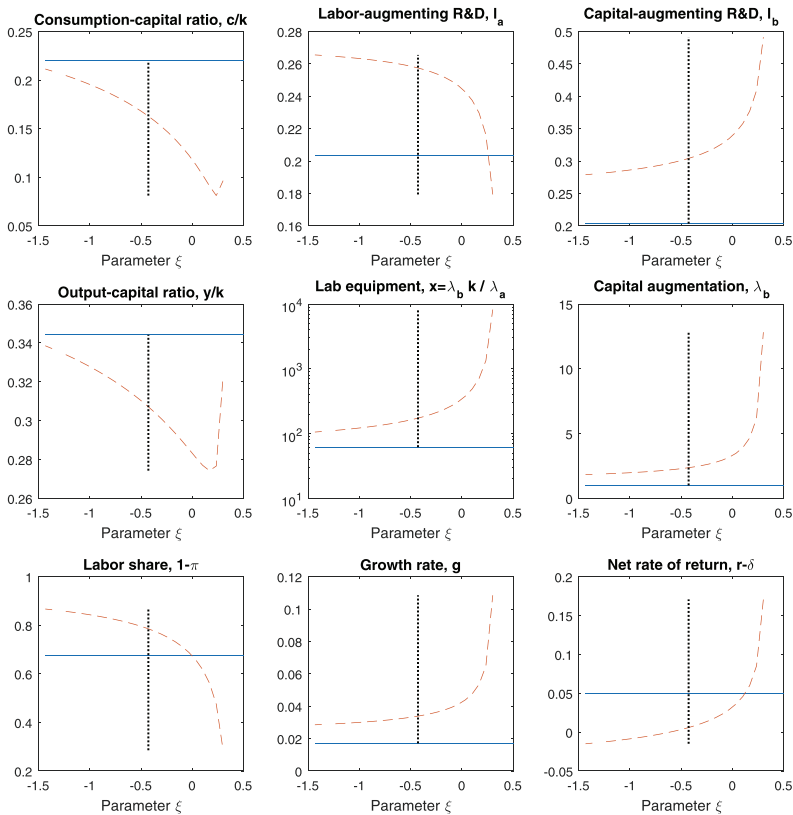 Consumption-capital ratio, c/k
0.25
0.2
0.15
0.1
0.05
-1.5 -1 -0.5 0 0.5
Parameter ξ
Labor-augmenting R&D, l_a
0.28
0.26
0.24
0.22
0.2
0.18
0.16
-1.5 -1 -0.5 0 0.5
Parameter ξ
Capital-augmenting R&D, l_b
0.5
0.4
0.3
0.2
-1.5 -1 -0.5 0 0.5
Parameter ξ
Output-capital ratio, y/k
0.36
0.34
0.32
0.3
0.28
0.26
-1.5 -1 -0.5 0 0.5
Parameter ξ
Lab equipment, x=λ_b k / λ_a
10^4
10^3
10^2
10^1
-1.5 -1 -0.5 0 0.5
Parameter ξ
Capital augmentation, λ_b
15
10
5
0
-1.5 -1 -0.5 0 0.5
Parameter ξ
Labor share, 1-π
1
0.8
0.6
0.4
0.2
-1.5 -1 -0.5 0 0.5
Parameter ξ
Growth rate, g
0.12
0.1
0.08
0.06
0.04
0.02
0
-1.5 -1 -0.5 0 0.5
Parameter ξ
Net rate of return, r-δ
0.2
0.15
0.1
0.05
0
-0.05
-1.5 -1 -0.5 0 0.5
Parameter ξ